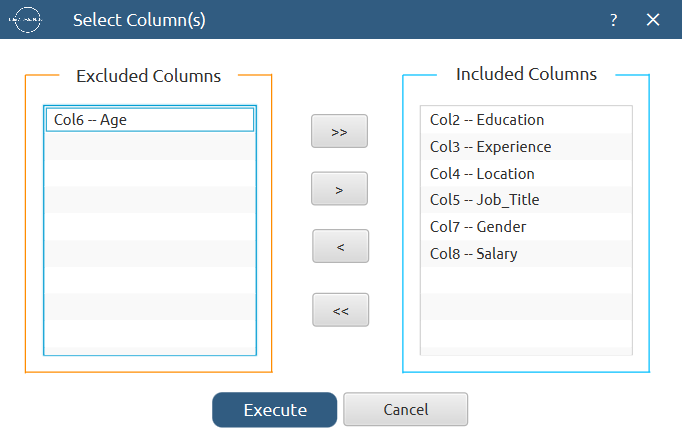 Select Column(s)
?
Excluded Columns
Included Columns
Col6 -- Age
Col2 -- Education
Col3 -- Experience
Col4 -- Location
Col5 -- Job_Title
Col7 -- Gender
Col8 -- Salary
>>
>
<
<<
Execute
Cancel